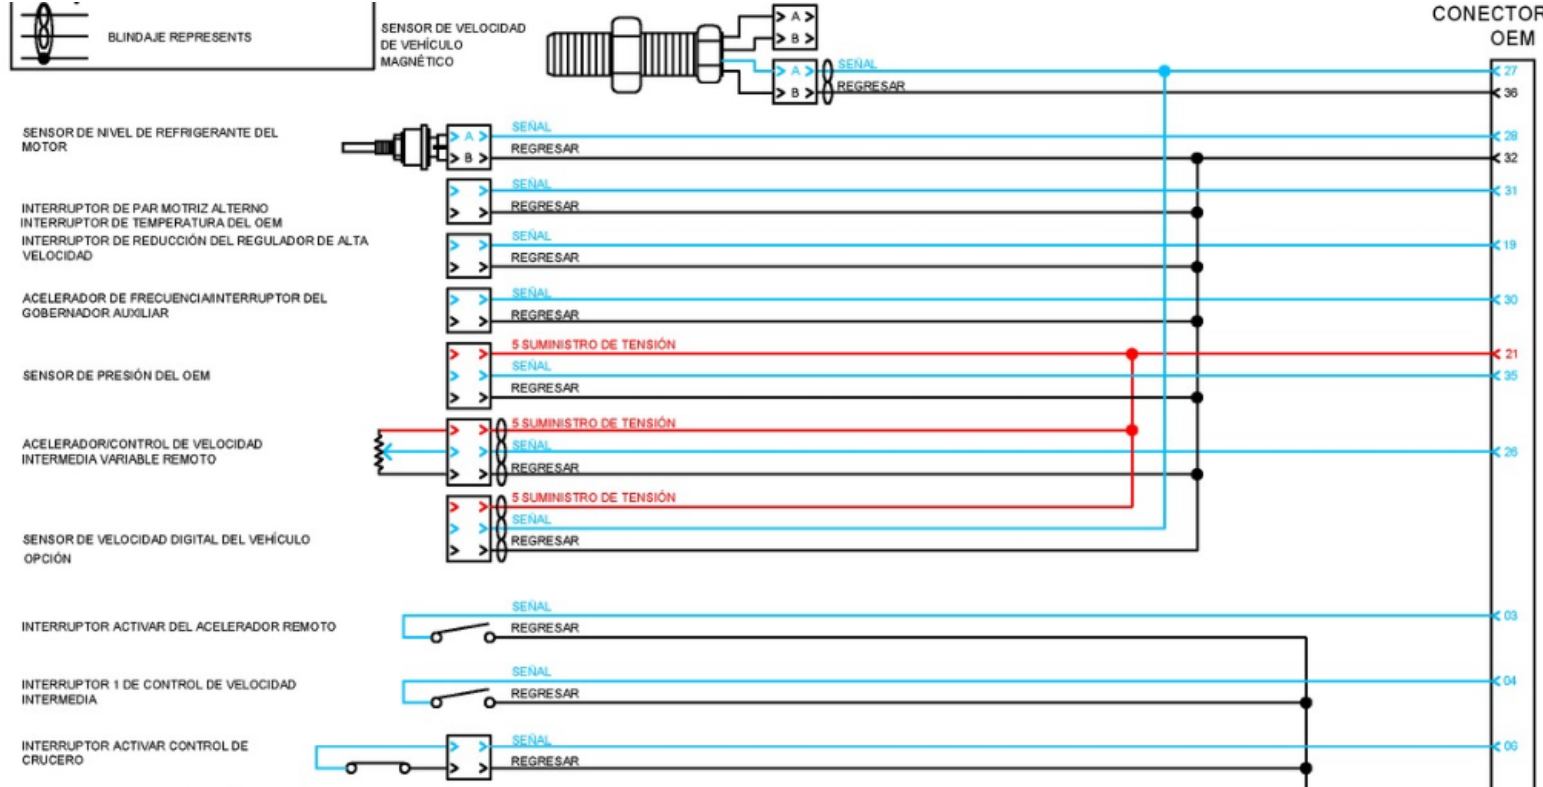 CONECTOR
OEM
BLINDAJE REPRESENTS
SENSOR DE VELOCIDAD
DE VEHÍCULO
MAGNÉTICO
A
B
A
B
SEÑAL
REGRESAR
27
36
SENSOR DE NIVEL DE REFRIGERANTE DEL
MOTOR
A
B
SEÑAL
REGRESAR
28
32
INTERRUPTOR DE PAR MOTRIZ ALTERNO
INTERRUPTOR DE TEMPERATURA DEL OEM
SEÑAL
REGRESAR
31
INTERRUPTOR DE REDUCCIÓN DEL REGULADOR DE ALTA
VELOCIDAD
SEÑAL
REGRESAR
19
ACELERADOR DE FRECUENCIA/INTERRUPTOR DEL
GOBERNADOR AUXILIAR
SEÑAL
REGRESAR
30
SENSOR DE PRESIÓN DEL OEM
5 SUMINISTRO DE TENSIÓN
SEÑAL
REGRESAR
21
35
ACELERADOR/CONTROL DE VELOCIDAD
INTERMEDIA VARIABLE REMOTO
5 SUMINISTRO DE TENSIÓN
SEÑAL
REGRESAR
26
SENSOR DE VELOCIDAD DIGITAL DEL VEHÍCULO
OPCIÓN
5 SUMINISTRO DE TENSIÓN
SEÑAL
REGRESAR
INTERRUPTOR ACTIVAR DEL ACELERADOR REMOTO
SEÑAL
REGRESAR
03
INTERRUPTOR 1 DE CONTROL DE VELOCIDAD
INTERMEDIA
SEÑAL
REGRESAR
04
INTERRUPTOR ACTIVAR CONTROL DE
CRUCERO
SEÑAL
REGRESAR
06